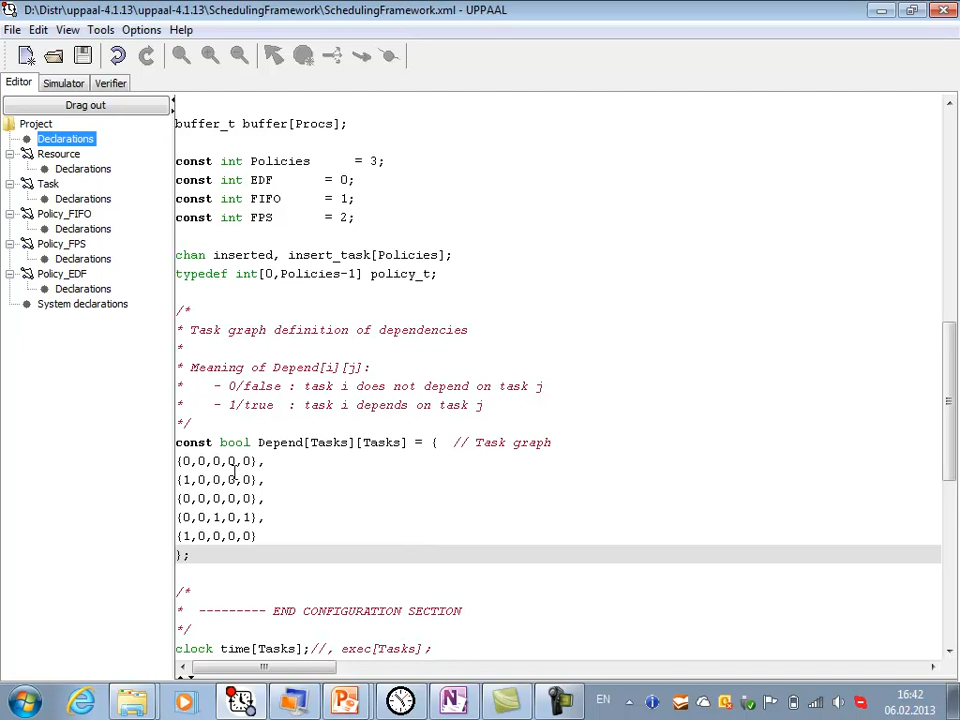 D:\Distr\uppaal-4.1.13\uppaal-4.1.13\SchedulingFramework\SchedulingFramework.xml - UPPAAL
File Edit View Tools Options Help
Editor Simulator Verifier
Drag out
Project
Declarations
Resource
Declarations
Task
Declarations
Policy_FIFO
Declarations
Policy_FPS
Declarations
Policy_EDF
Declarations
System declarations
buffer_t buffer[Procs];
const int Policies = 3;
const int EDF = 0;
const int FIFO = 1;
const int FPS = 2;
chan inserted, insert_task[Policies];
typedef int[0,Policies-1] policy_t;
/*
* Task graph definition of dependencies
*
* Meaning of Depend[i][j]:
* - 0/false : task i does not depend on task j
* - 1/true : task i depends on task j
*/
const bool Depend[Tasks][Tasks] = { // Task graph
{0,0,0,0,0},
{1,0,0,0,0},
{0,0,0,0,0},
{0,0,1,0,1},
{1,0,0,0,0}
};
/*
* --------- END CONFIGURATION SECTION
*/
clock time[Tasks];//, exec[Tasks];
EN
16:42
06.02.2013